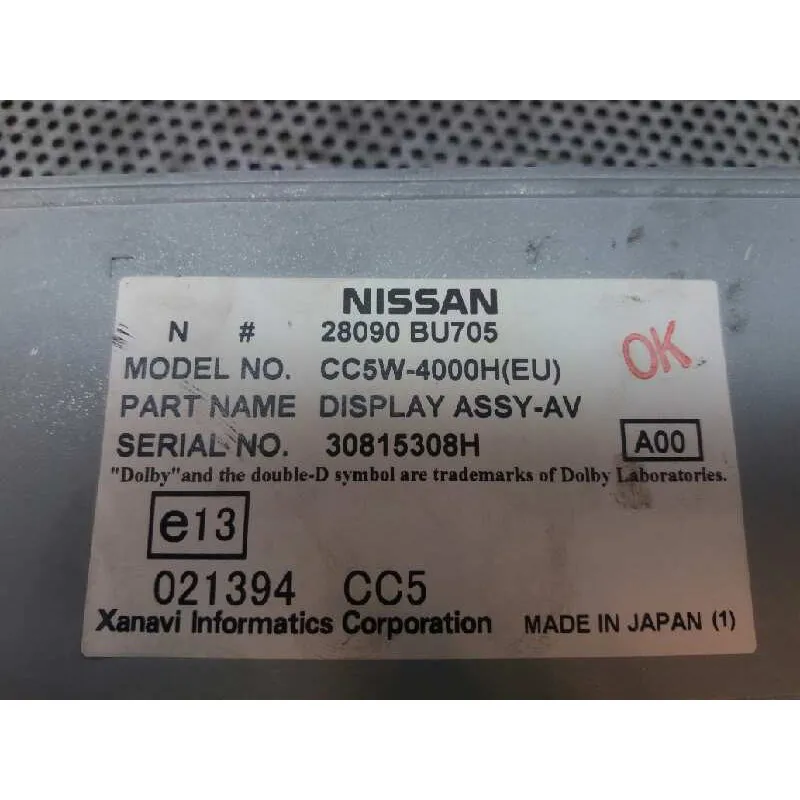 NISSAN
N # 28090 BU705
OK
MODEL NO. CC5W-4000H(EU)
PART NAME DISPLAY ASSY-AV
SERIAL NO. 30815308H A00
"Dolby"and the double-D symbol are trademarks of Dolby Laboratories.
e13
021394 CC5
Xanavi Informatics Corporation MADE IN JAPAN (1)